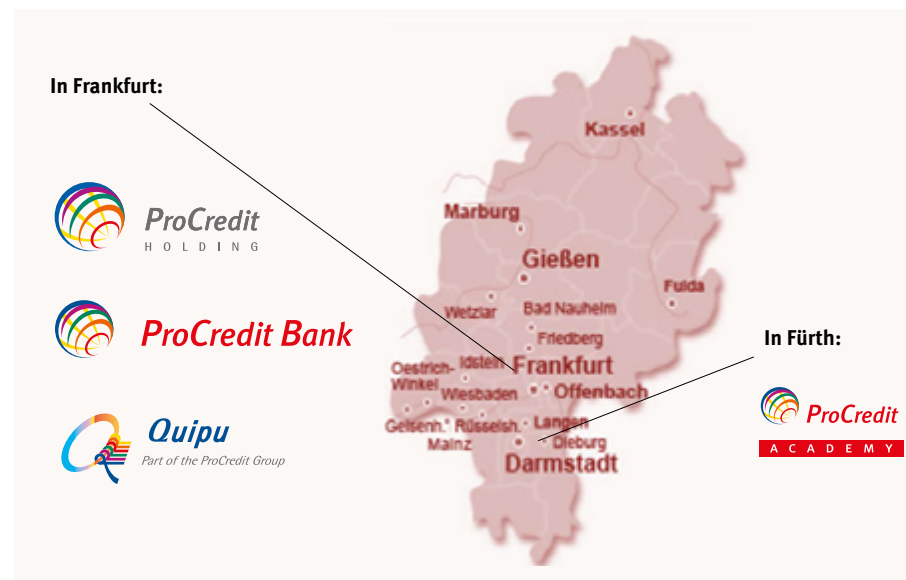 In Frankfurt:
ProCredit
HOLDING
ProCredit Bank
Quipu
Part of the ProCredit Group
Kassel
Marburg
Gießen
Fulda
Wetzlar
Bad Nauheim
Friedberg
Oestrich-
Winkel
Idstein
Frankfurt
Wiesbaden
Offenbach
Geisenh.
Rüsselsh.
Langen
Mainz
Dieburg
Darmstadt
In Fürth:
ProCredit
ACADEMY